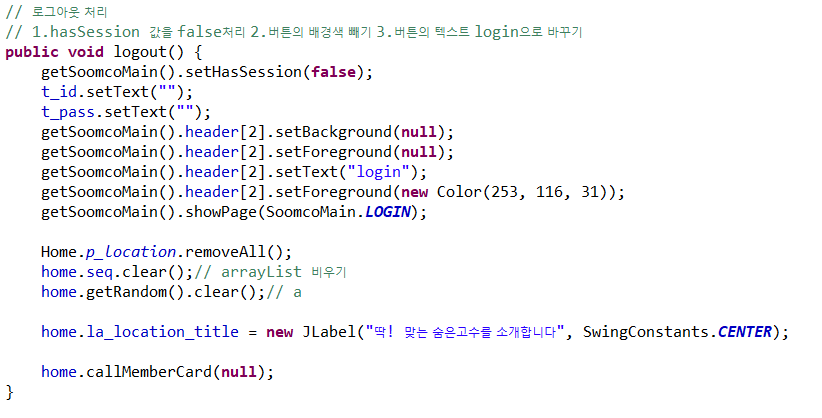 // 로그아웃 처리
// 1.hasSession 값을 false처리 2.버튼의 배경색 빼기 3.버튼의 텍스트 login으로 바꾸기
public void logout() {
getSoomcoMain().setHasSession(false);
t_id.setText("");
t_pass.setText("");
getSoomcoMain().header[2].setBackground(null);
getSoomcoMain().header[2].setForeground(null);
getSoomcoMain().header[2].setText("login");
getSoomcoMain().header[2].setForeground(new Color(253, 116, 31));
getSoomcoMain().showPage(SoomcoMain.LOGIN);
Home.p_location.removeAll();
home.seq.clear();// arrayList 비우기
home.getRandom().clear();// a
home.la_location_title = new JLabel("딱! 맞는 숨은고수를 소개합니다", SwingConstants.CENTER);
home.callMemberCard(null);
}